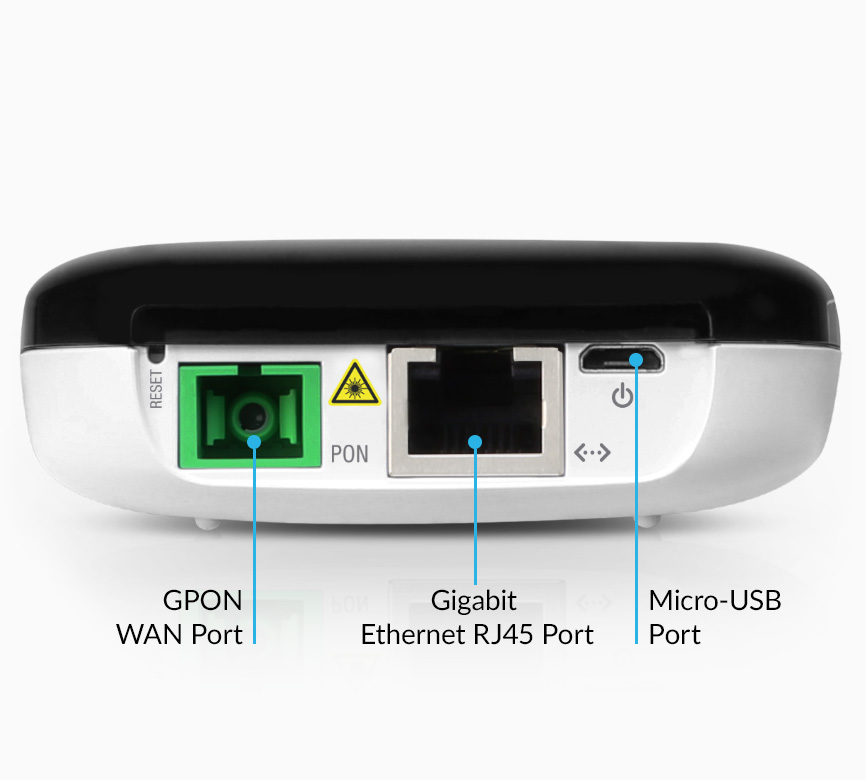 RESET
PON
GPON
WAN Port
Gigabit
Ethernet RJ45 Port
Micro-USB
Port